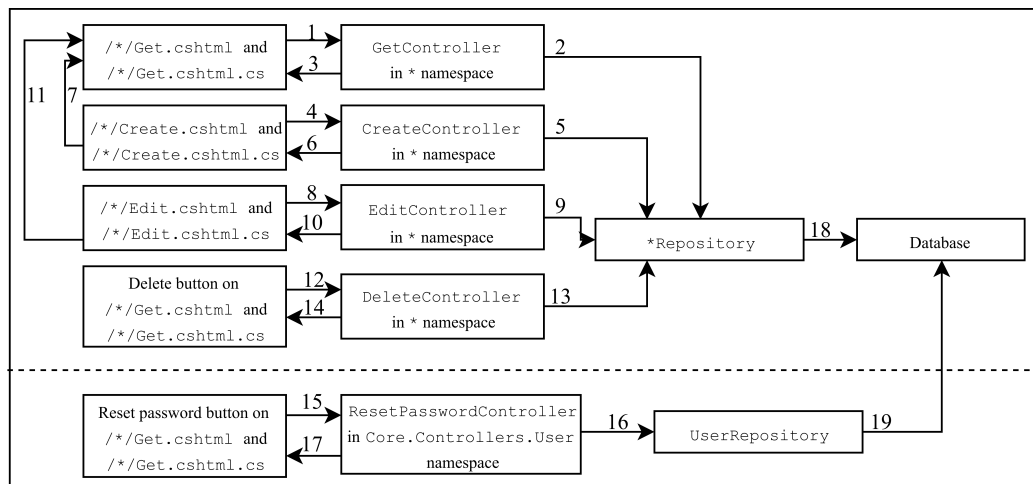 1
2
/*/Get.cshtml and
/*/Get.cshtml.cs
GetController
in * namespace
3
11
7
4
5
/*/Create.cshtml and
/*/Create.cshtml.cs
CreateController
in * namespace
6
8
9
/*/Edit.cshtml and
/*/Edit.cshtml.cs
EditController
in * namespace
10
*Repository
18
Database
12
13
Delete button on
/*/Get.cshtml and
/*/Get.cshtml.cs
DeleteController
in * namespace
14
15
Reset password button on
/*/Get.cshtml and
/*/Get.cshtml.cs
ResetPasswordController
in Core.Controllers.User
namespace
17
16
UserRepository
19